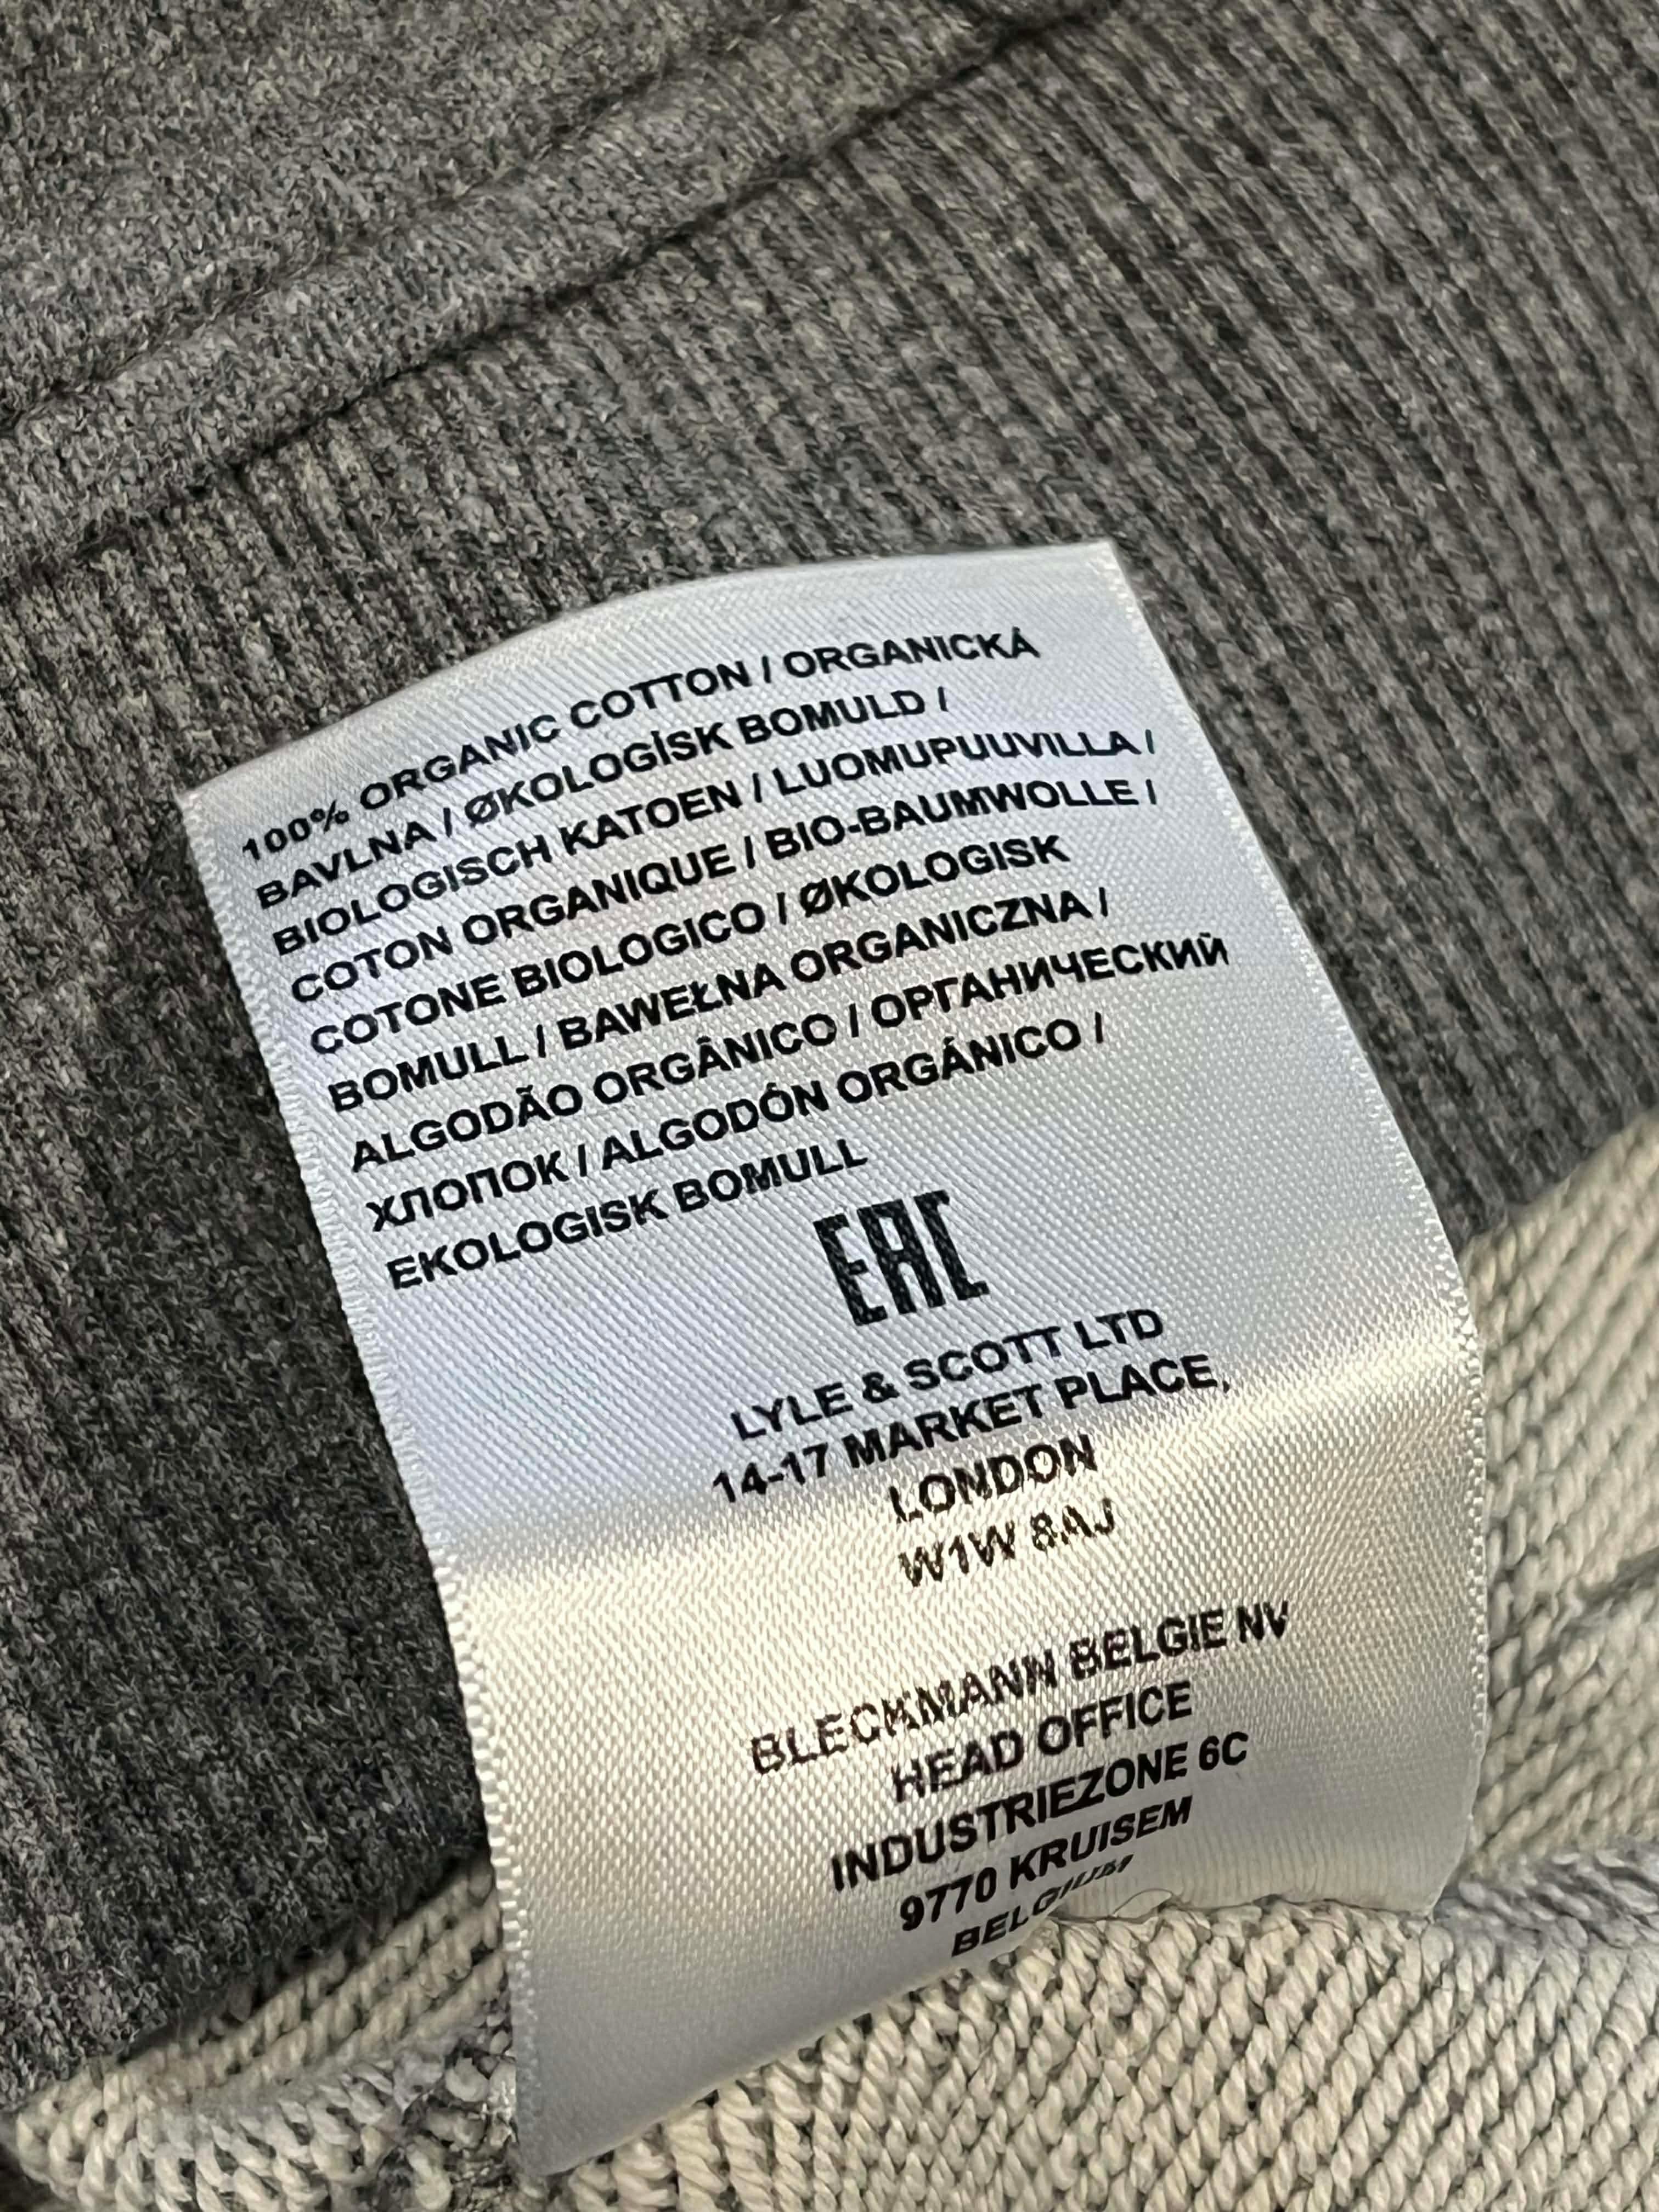 100% ORGANIC COTTON / ORGANICKÁ
BAVLNA / ØKOLOGİSK BOMULD /
BIOLOGISCH KATOEN / LUOMUPUUVILLA /
COTON ORGANIQUE / BIO-BAUMWOLLE /
COTONE BIOLOGICO / ØKOLOGISK
BOMULL / BAWEŁNA ORGANICZNA /
ALGODÃO ORGÂNICO / ОРГАНИЧЕСКИЙ
ХЛОПОК / ALGODÓN ORGÁNICO /
EKOLOGISK BOMULL
EAC
LYLE & SCOTT LTD
14-17 MARKET PLACE,
LONDON
W1W 8AJ
BLECKMANN BELGIE NV
HEAD OFFICE
INDUSTRIEZONE 6C
9770 KRUISEM
BELGIUM